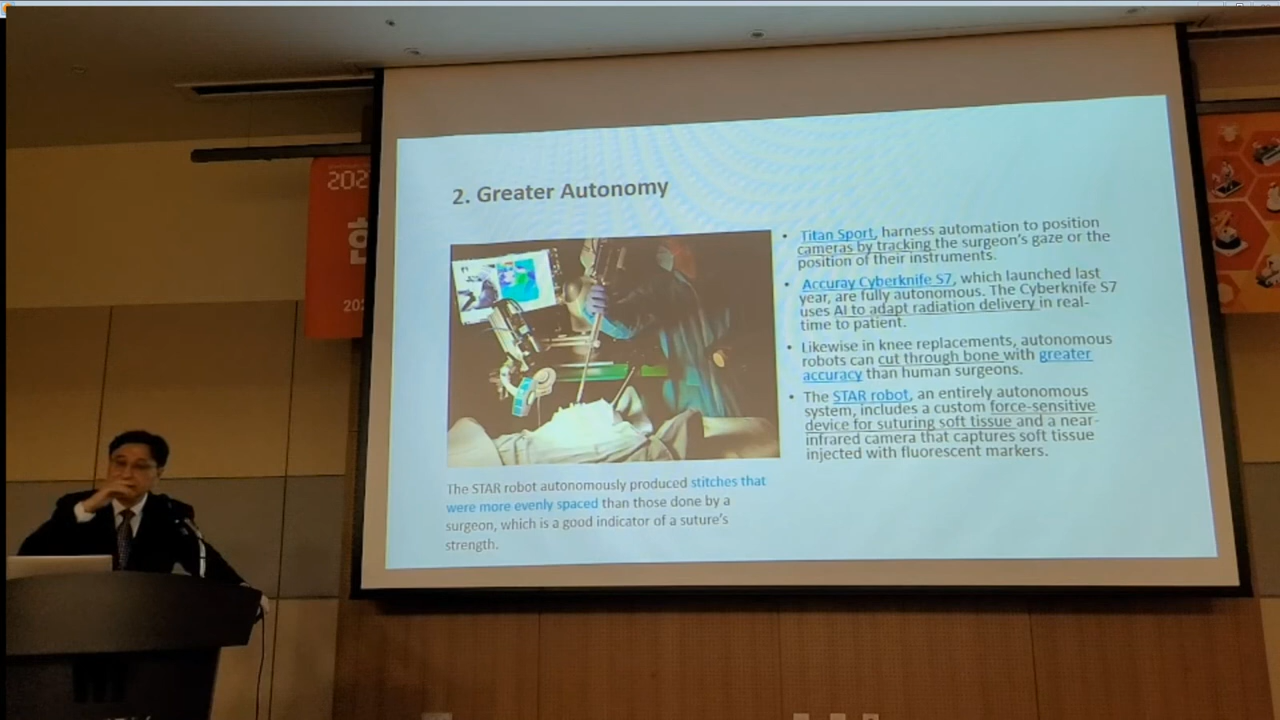 2. Greater Autonomy
• Titan Sport, harness automation to position
cameras by tracking the surgeon's gaze or the
position of their instruments.
• Accuray Cyberknife S7, which launched last
year, are fully autonomous. The Cyberknife S7
uses AI to adapt radiation delivery in real-
time to patient.
• Likewise in knee replacements, autonomous
robots can cut through bone with greater
accuracy than human surgeons.
• The STAR robot, an entirely autonomous
system, includes a custom force-sensitive
device for suturing soft tissue and a near-
infrared camera that captures soft tissue
injected with fluorescent markers.
The STAR robot autonomously produced stitches that
were more evenly spaced than those done by a
surgeon, which is a good indicator of a suture's
strength.
202
한
202